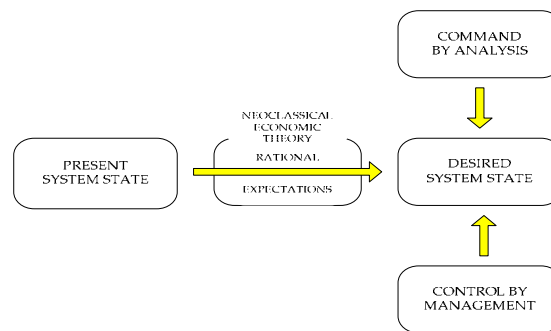 COMMAND
BY ANALYSIS
NEOCLASSICAL
ECONOMIC
THEORY
PRESENT
SYSTEM STATE
RATIONAL
EXPECTATIONS
DESIRED
SYSTEM STATE
CONTROL BY
MANAGEMENT